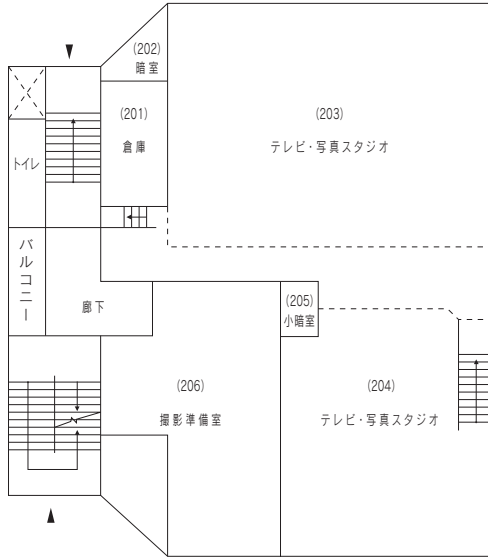 (202)
暗室
(201)
倉庫
(203)
テレビ・写真スタジオ
トイレ
バルコニー
廊下
(205)
小暗室
(206)
撮影準備室
(204)
テレビ・写真スタジオ